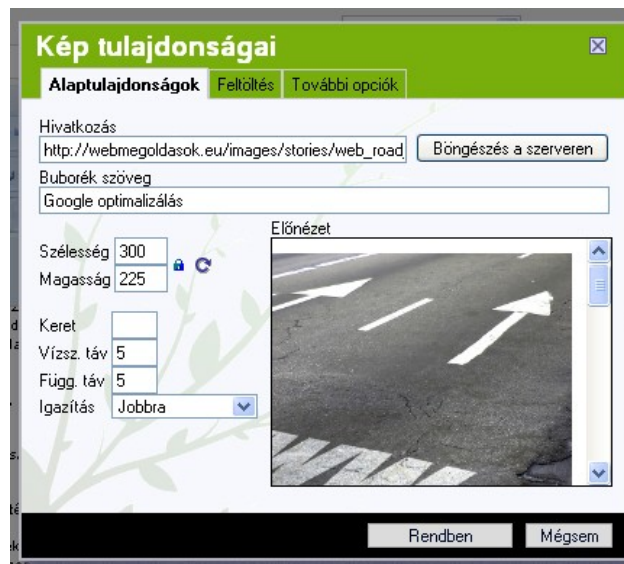 Kép tulajdonságai
Alaptulajdonságok Feltöltés További opciók
Hivatkozás
http://webmegoldasok.eu/images/stories/web_road_ Böngészés a szerveren
Buborék szöveg
Google optimalizálás
Előnézet
Szélesség 300
Magasság 225
Keret
Vízsz. táv 5
Függ. táv 5
Igazítás Jobbra
Rendben Mégsem